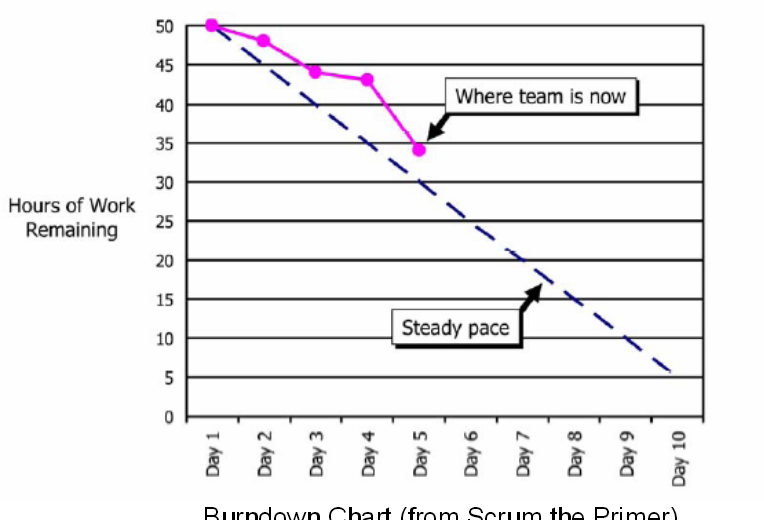 50
45
40
35
30
25
20
15
10
5
0
Hours of Work
Remaining
Where team is now
Steady pace
Day 1
Day 2
Day 3
Day 4
Day 5
Day 6
Day 7
Day 8
Day 9
Day 10
Burndown Chart (from Scrum the Primer)